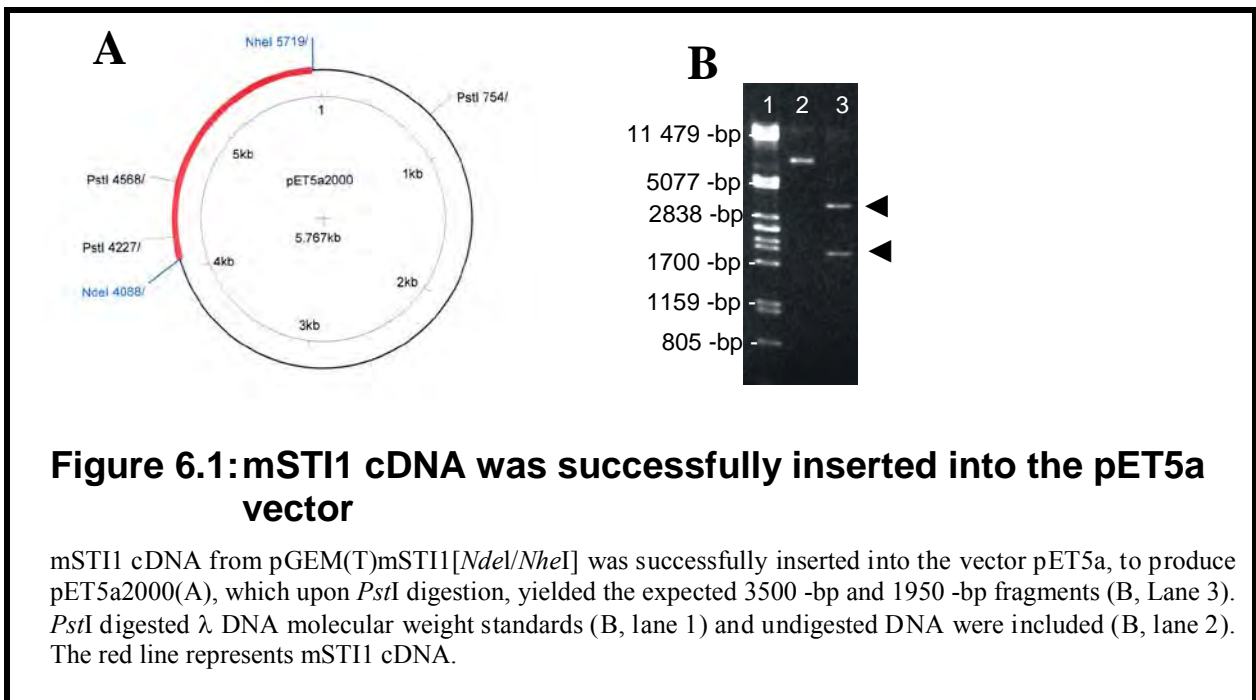 A
NheI 5719/
PstI 754/
1
5kb
1kb
PstI 4568/
pET5a2000
5.767kb
PstI 4227/
4kb
2kb
NdeI 4088/
3kb
B
1 2 3
11 479 -bp
5077 -bp
2838 -bp
1700 -bp
1159 -bp
805 -bp
Figure 6.1: mSTI1 cDNA was successfully inserted into the pET5a
vector
mSTI1 cDNA from pGEM(T)mSTI1[NdeI/NheI] was successfully inserted into the vector pET5a, to produce
pET5a2000(A), which upon PstI digestion, yielded the expected 3500 -bp and 1950 -bp fragments (B, Lane 3).
PstI digested λ DNA molecular weight standards (B, lane 1) and undigested DNA were included (B, lane 2).
The red line represents mSTI1 cDNA.